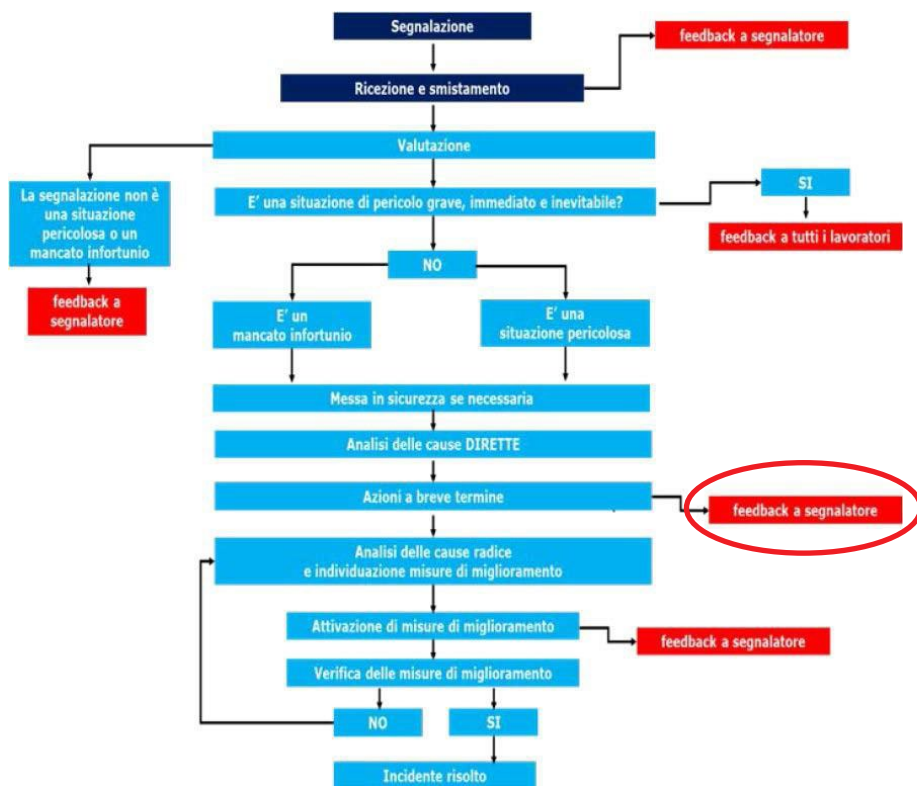 Segnalazione
feedback a segnalatore
Ricezione e smistamento
Valutazione
La segnalazione non è
una situazione
pericolosa o un
mancato infortunio
E' una situazione di pericolo grave, immediato e inevitabile?
SI
feedback a tutti i lavoratori
NO
feedback a
segnalatore
E' un
mancato infortunio
E' una
situazione pericolosa
Messa in sicurezza se necessaria
Analisi delle cause DIRETTE
Azioni a breve termine
feedback a segnalatore
Analisi delle cause radice
e individuazione misure di miglioramento
Attivazione di misure di miglioramento
feedback a segnalatore
Verifica delle misure di miglioramento
NO
SI
Incidente risolto